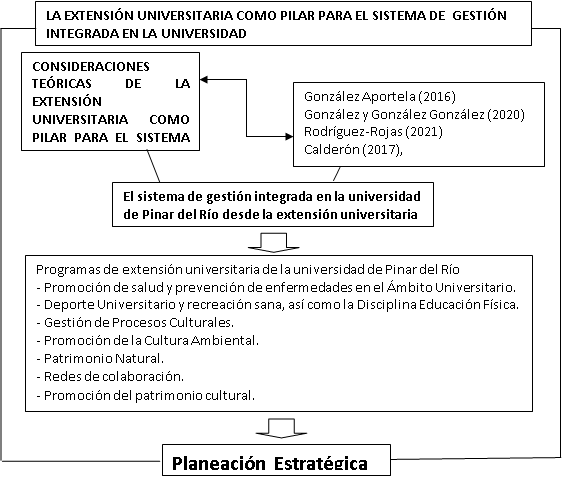 LA EXTENSIÓN UNIVERSITARIA COMO PILAR PARA EL SISTEMA DE GESTIÓN
INTEGRADA EN LA UNIVERSIDAD
CONSIDERACIONES
TEÓRICAS DE LA
EXTENSIÓN
UNIVERSITARIA COMO
PILAR PARA EL SISTEMA
González Aportela (2016)
González y González González (2020)
Rodríguez-Rojas (2021)
Calderón (2017),
El sistema de gestión integrada en la universidad
de Pinar del Río desde la extensión universitaria
Programas de extensión universitaria de la universidad de Pinar del Río
- Promoción de salud y prevención de enfermedades en el Ámbito Universitario.
- Deporte Universitario y recreación sana, así como la Disciplina Educación Física.
- Gestión de Procesos Culturales.
- Promoción de la Cultura Ambiental.
- Patrimonio Natural.
- Redes de colaboración.
- Promoción del patrimonio cultural.
Planeación Estratégica